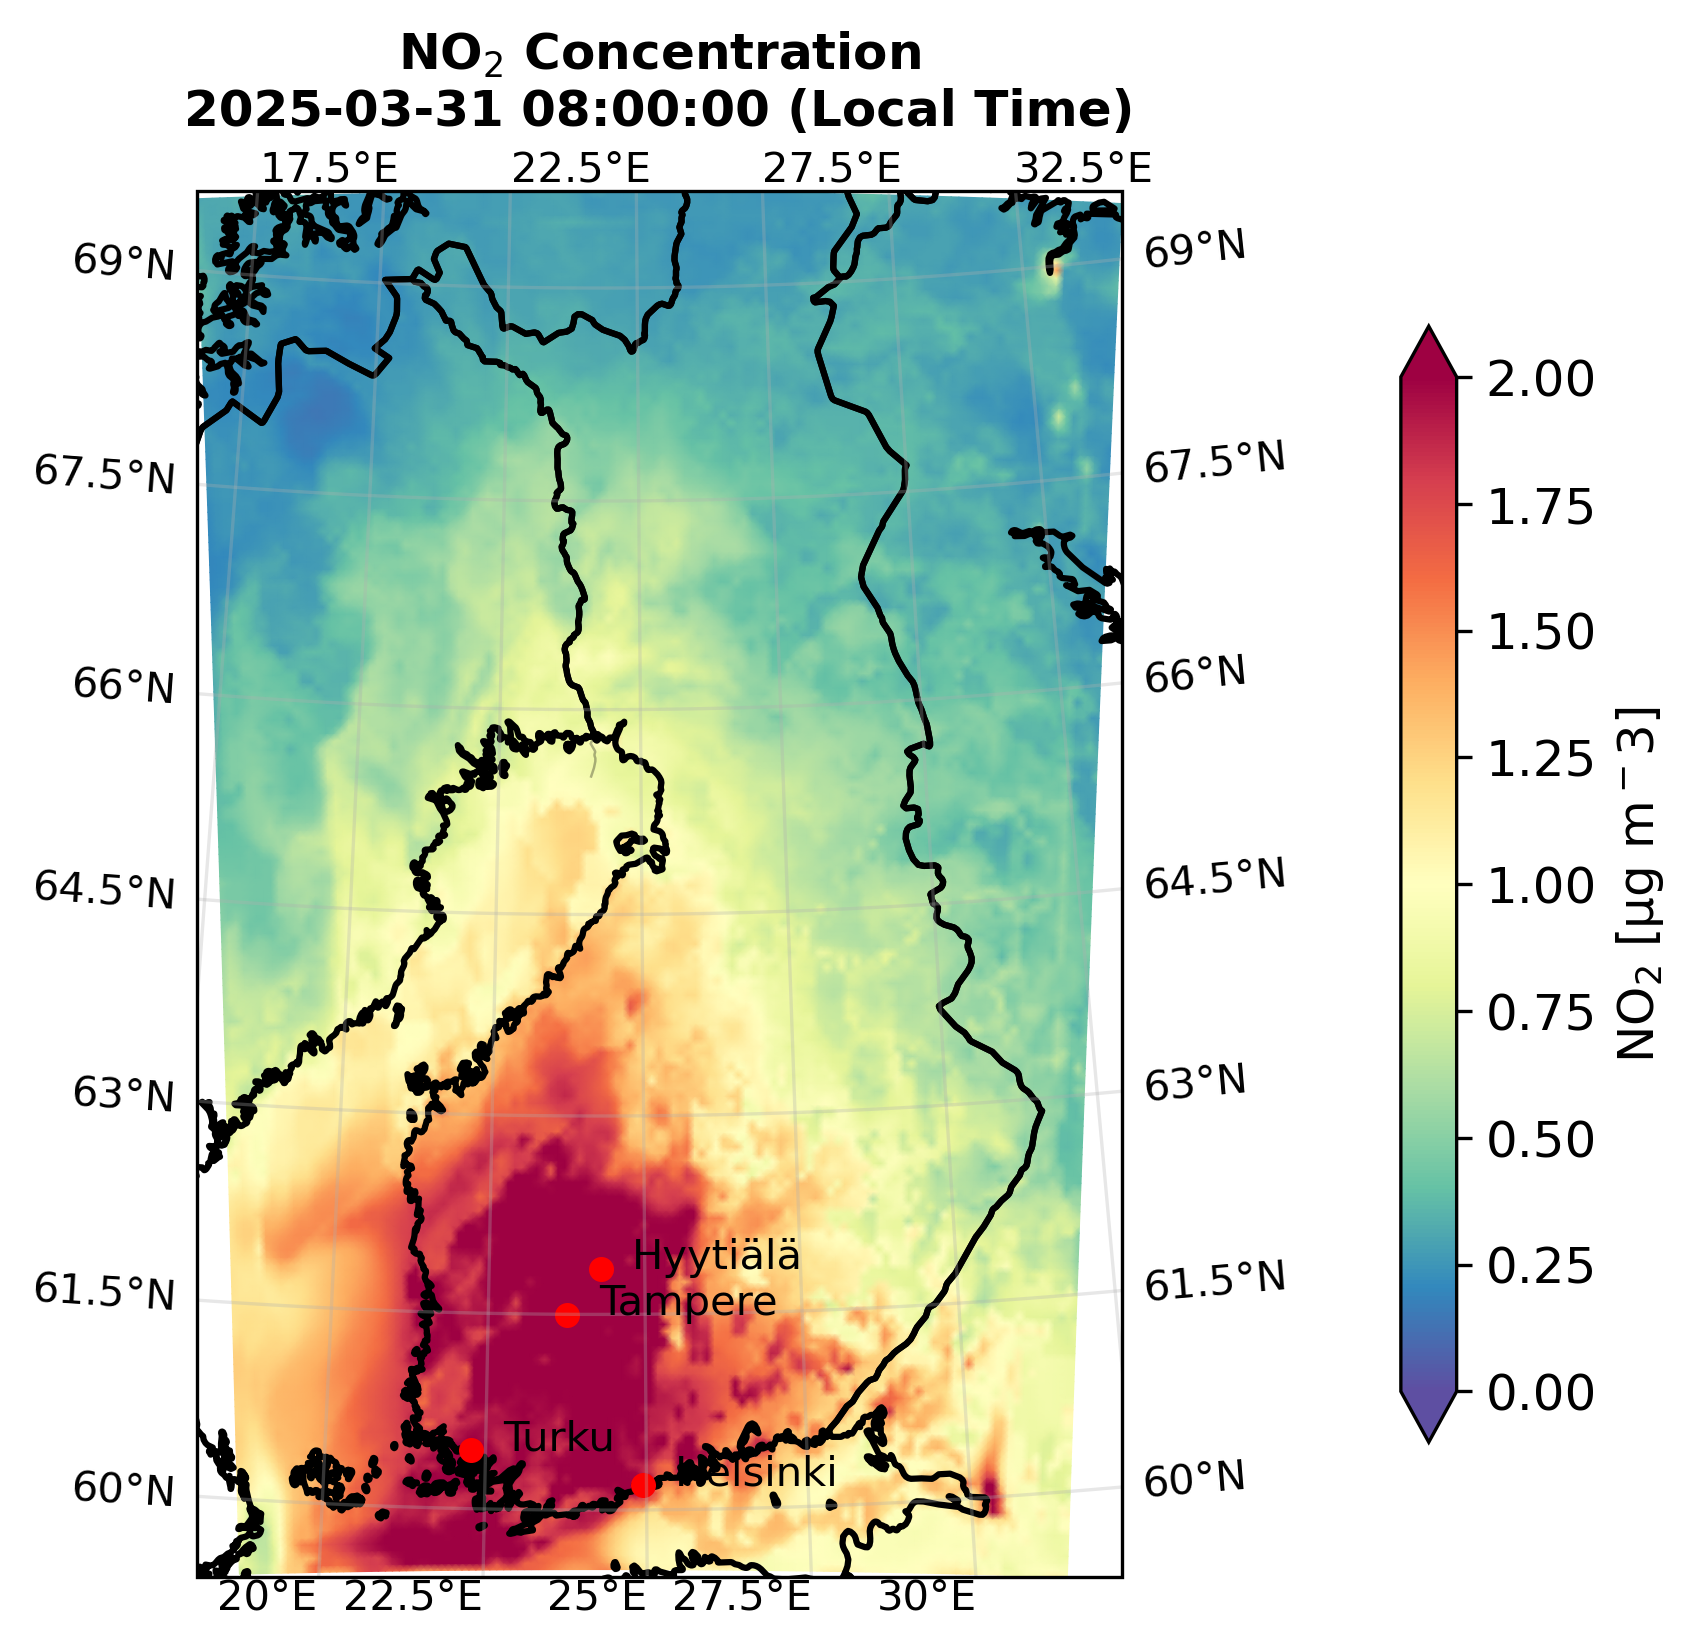 NO₂ Concentration
2025-03-31 08:00:00 (Local Time)
17.5°E 22.5°E 27.5°E 32.5°E
69°N 69°N
67.5°N 67.5°N
66°N 66°N
64.5°N 64.5°N
63°N 63°N
61.5°N 61.5°N
60°N 60°N
Hyytiälä
Tampere
Turku
Helsinki
20°E 22.5°E 25°E 27.5°E 30°E
2.00
1.75
1.50
1.25
1.00
0.75
0.50
0.25
0.00
NO₂ [µg m⁻3]